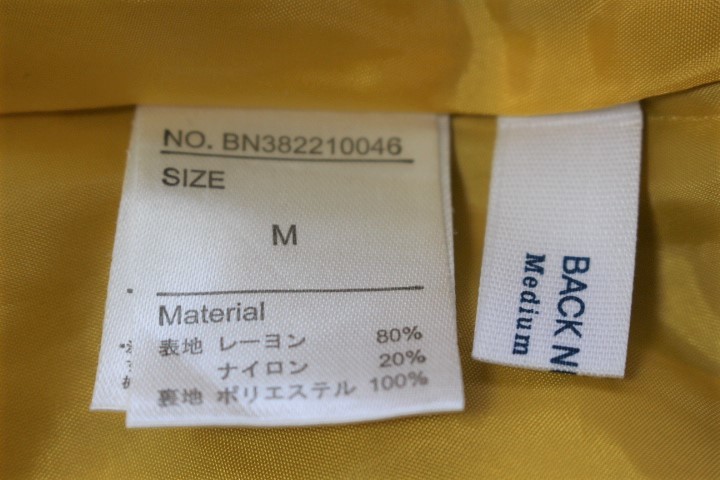 NO. BN382210046
SIZE
M
Material
表地 レーヨン 80%
ナイロン 20%
裏地 ポリエステル 100%
BACK
Medium